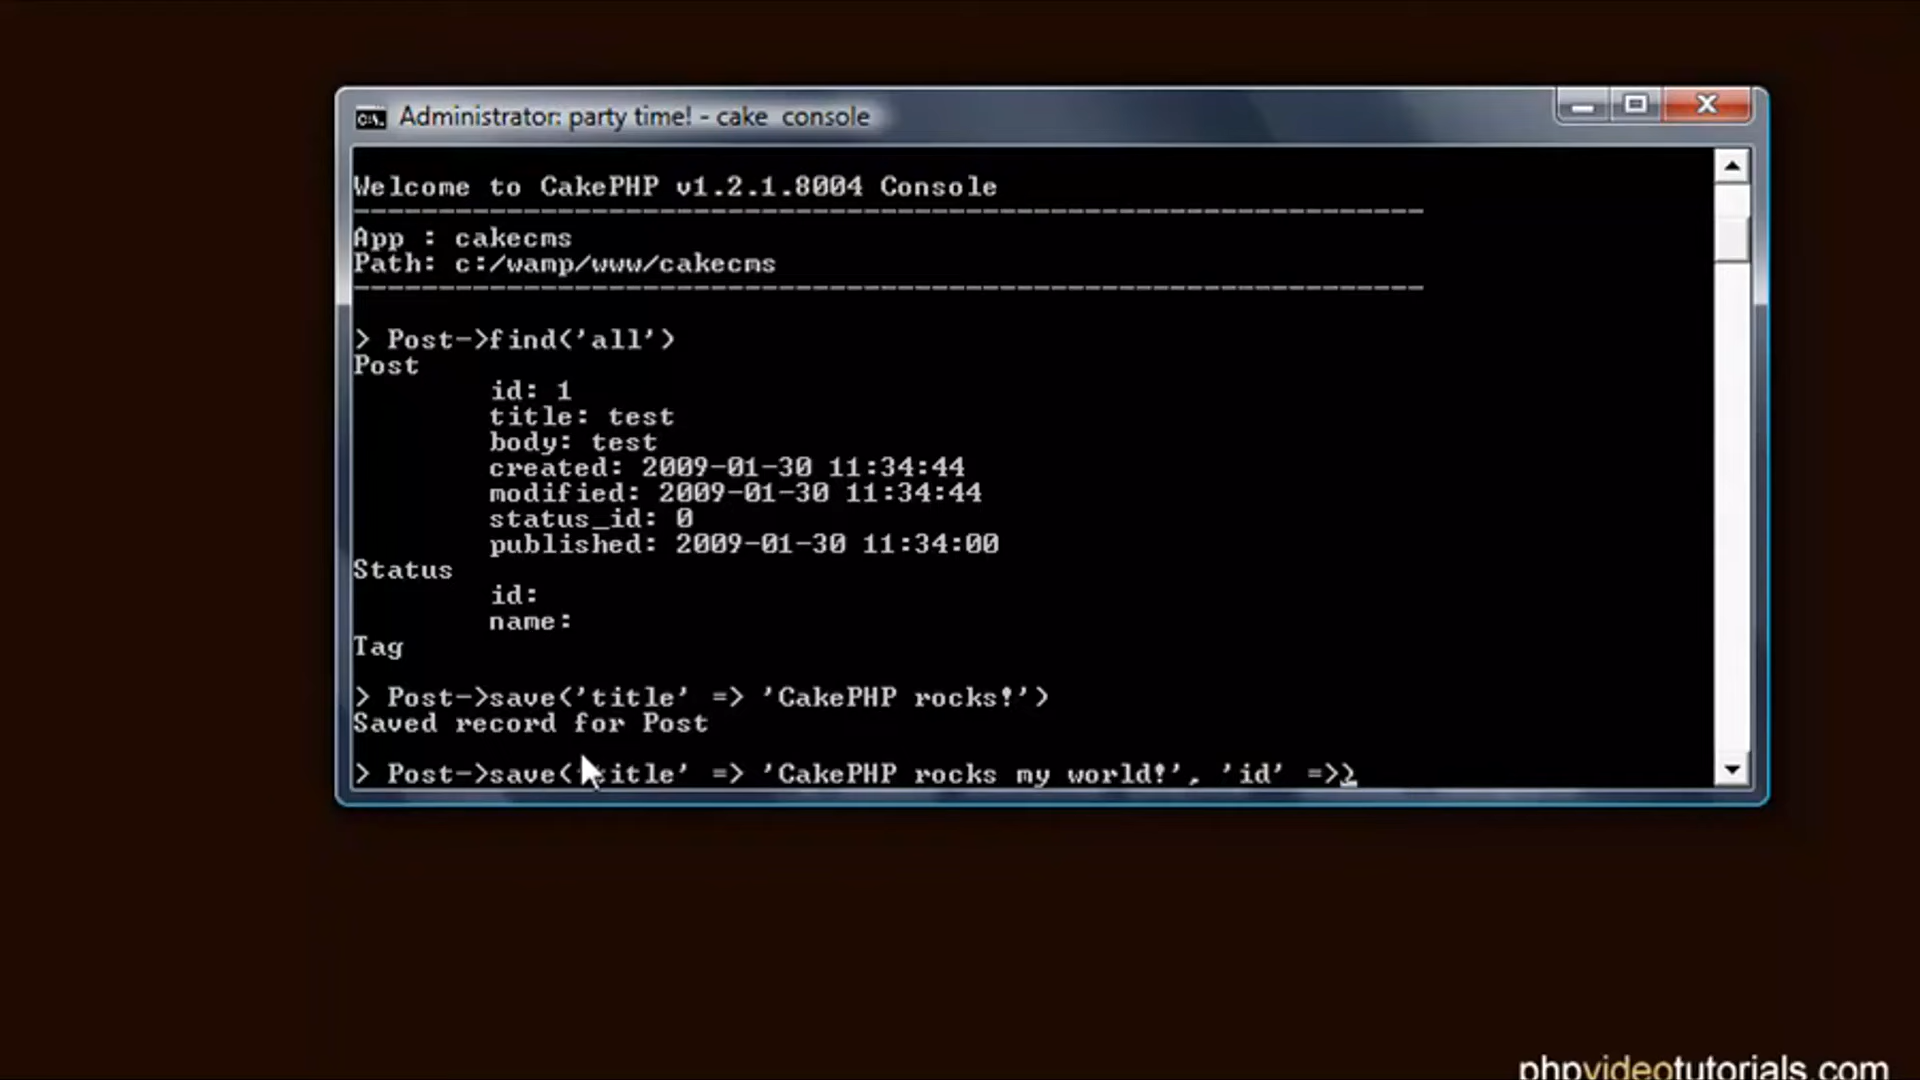 Administrator: party time! - cake  console
Welcome to CakePHP v1.2.1.8004 Console
---------------------------------------------------------------
App : cakecms
Path: c:/wamp/www/cakecms
---------------------------------------------------------------
> Post->find('all')
Post
id: 1
title: test
body: test
created: 2009-01-30 11:34:44
modified: 2009-01-30 11:34:44
status_id: 0
published: 2009-01-30 11:34:00
Status
id:
name:
Tag
> Post->save('title' => 'CakePHP rocks!')
Saved record for Post
> Post->save('title' => 'CakePHP rocks my world!', 'id' =>)
phpvideotutorials.com